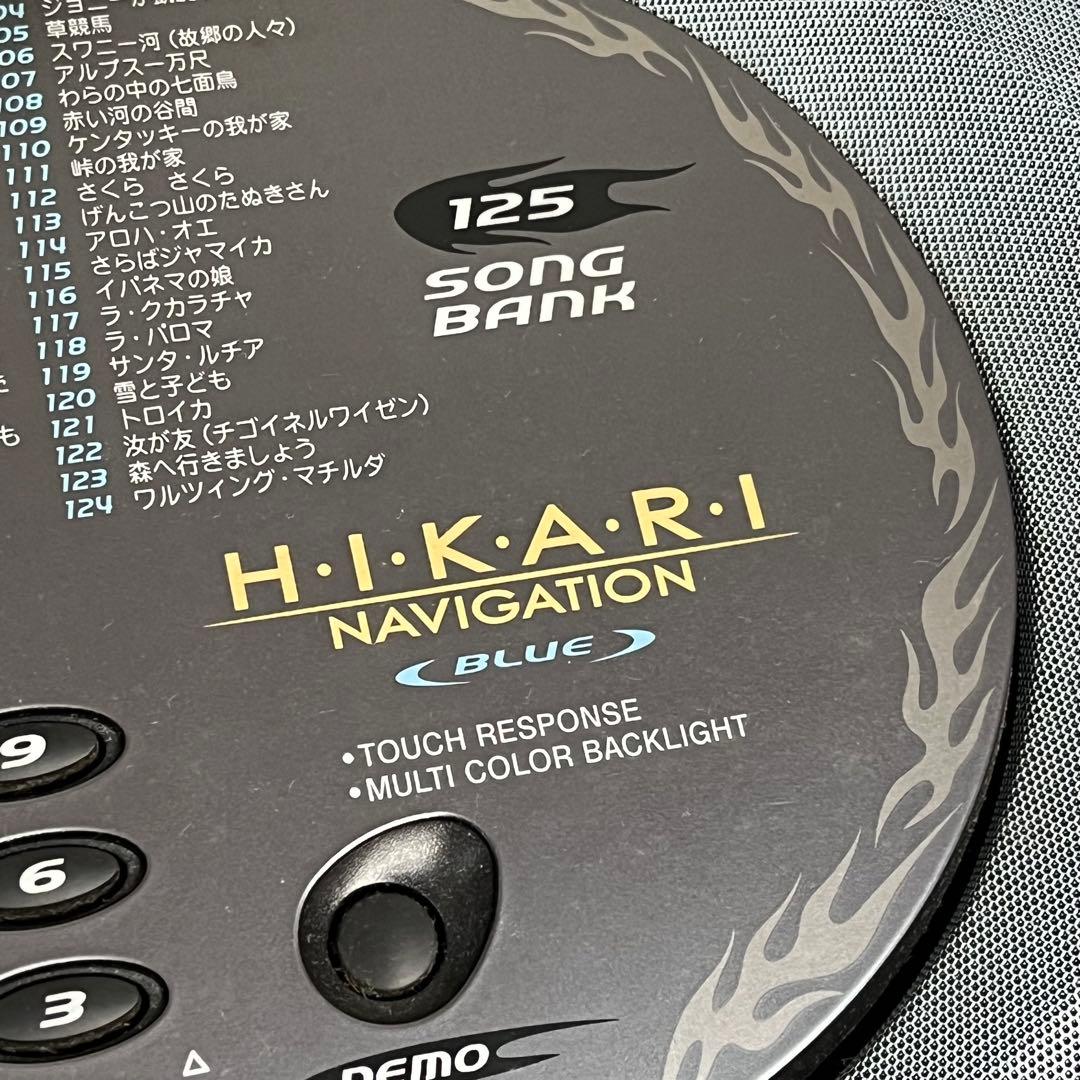 04
05 草競馬
06 スワニー河（故郷の人々）
07 アルプス一万尺
108 わらの中の七面鳥
109 赤い河の谷間
110 ケンタッキーの我が家
111 峠の我が家
112 さくら　さくら
113 げんこつ山のたぬきさん
114 アロハ・オエ
115 さらばジャマイカ
116 イパネマの娘
117 ラ・クカラチャ
118 ラ・パロマ
119 サンタ・ルチア
120 雪と子ども
121 トロイカ
も
122 汝が友（チゴイネルワイゼン）
123 森へ行きましょう
124 ワルツィング・マチルダ
125
SONG
BANK
H・I・K・A・R・I
NAVIGATION
BLUE
•TOUCH RESPONSE
•MULTI COLOR BACKLIGHT
9
6
3
DEMO